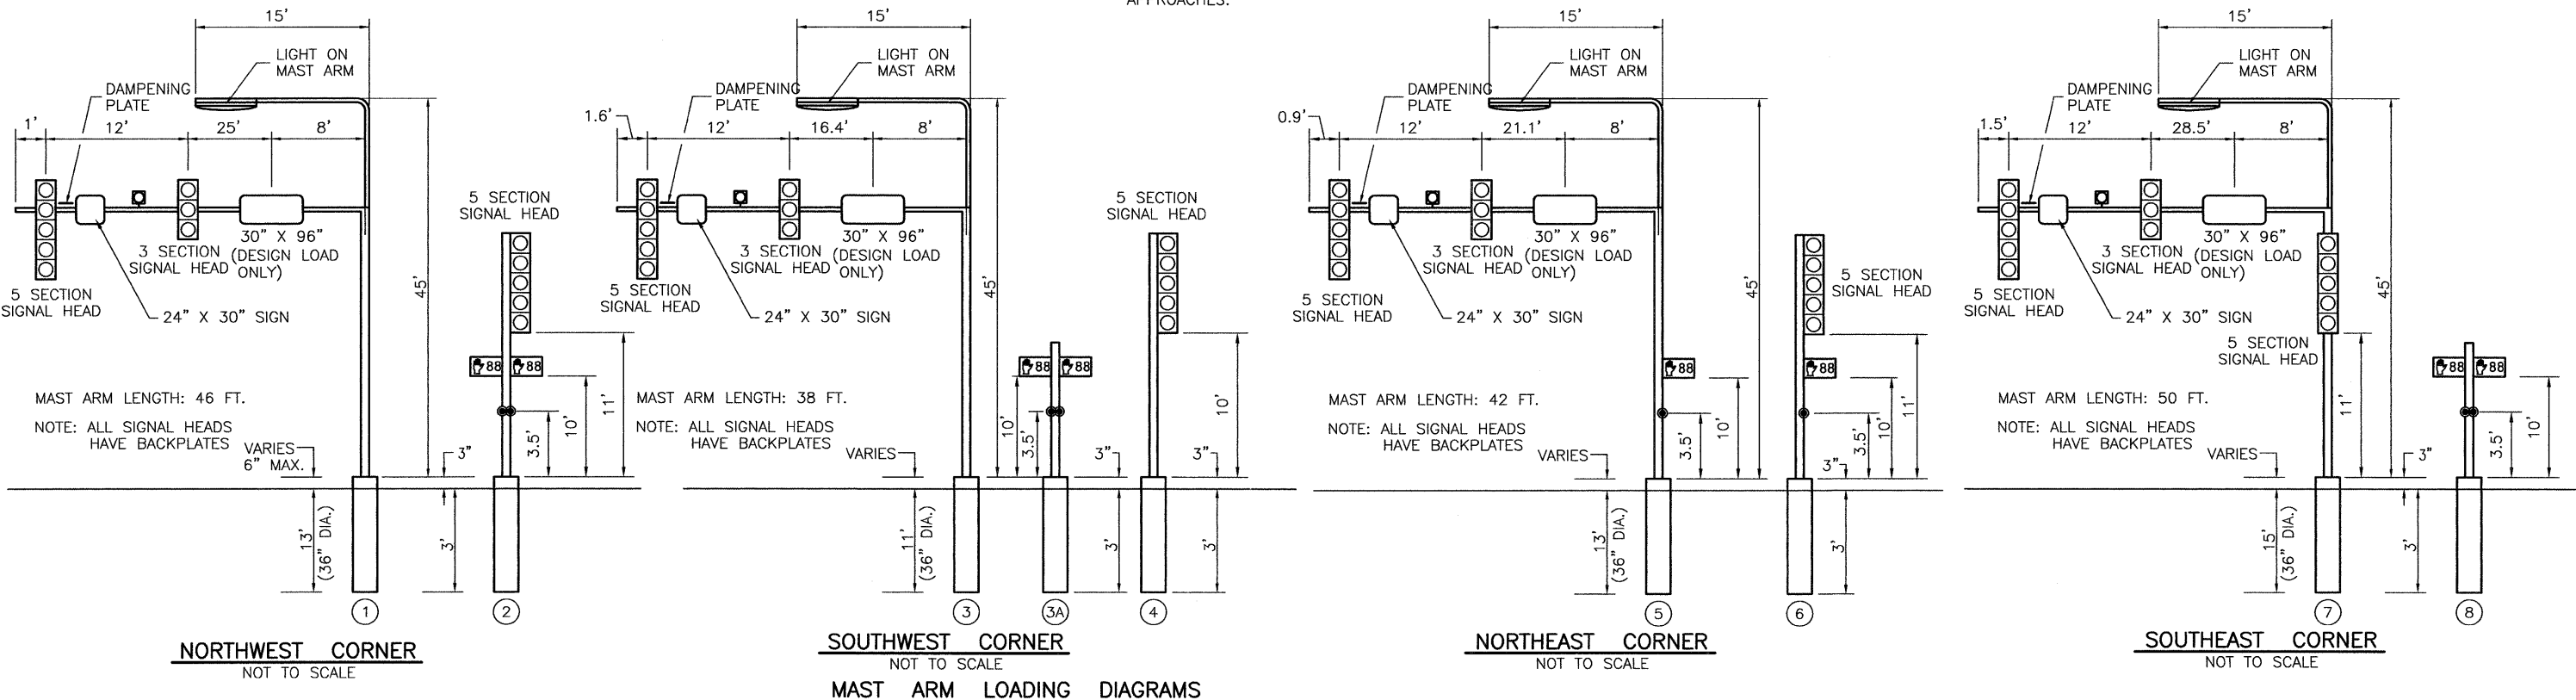 APPROACHES.
15'
LIGHT ON
MAST ARM
DAMPENING
PLATE
1'
12'
25'
8'
45'
3 SECTION
SIGNAL HEAD
30" X 96"
(DESIGN LOAD
ONLY)
5 SECTION
SIGNAL HEAD
24" X 30" SIGN
MAST ARM LENGTH: 46 FT.
NOTE: ALL SIGNAL HEADS
HAVE BACKPLATES
VARIES
6" MAX.
13'
(36" DIA.)
1
5 SECTION
SIGNAL HEAD
88
88
3.5'
10'
11'
3"
3'
2
NORTHWEST CORNER
NOT TO SCALE
15'
LIGHT ON
MAST ARM
DAMPENING
PLATE
1.6'
12'
16.4'
8'
45'
3 SECTION
SIGNAL HEAD
30" X 96"
(DESIGN LOAD
ONLY)
5 SECTION
SIGNAL HEAD
24" X 30" SIGN
MAST ARM LENGTH: 38 FT.
NOTE: ALL SIGNAL HEADS
HAVE BACKPLATES
VARIES
11'
(36" DIA.)
3
88
88
10'
3.5'
3"
3'
3A
5 SECTION
SIGNAL HEAD
10'
3"
3'
4
SOUTHWEST CORNER
NOT TO SCALE
15'
LIGHT ON
MAST ARM
DAMPENING
PLATE
0.9'
12'
21.1'
8'
45'
3 SECTION
SIGNAL HEAD
30" X 96"
(DESIGN LOAD
ONLY)
5 SECTION
SIGNAL HEAD
24" X 30" SIGN
MAST ARM LENGTH: 42 FT.
NOTE: ALL SIGNAL HEADS
HAVE BACKPLATES
VARIES
13'
(36" DIA.)
88
3.5'
10'
5
5 SECTION
SIGNAL HEAD
88
3.5'
10'
11'
3"
3'
6
NORTHEAST CORNER
NOT TO SCALE
15'
LIGHT ON
MAST ARM
DAMPENING
PLATE
1.5'
12'
28.5'
8'
45'
3 SECTION
SIGNAL HEAD
30" X 96"
(DESIGN LOAD
ONLY)
5 SECTION
SIGNAL HEAD
24" X 30" SIGN
5 SECTION
SIGNAL HEAD
11'
MAST ARM LENGTH: 50 FT.
NOTE: ALL SIGNAL HEADS
HAVE BACKPLATES
VARIES
15'
(36" DIA.)
7
88
88
3.5'
10'
3"
3'
8
SOUTHEAST CORNER
NOT TO SCALE
MAST ARM LOADING DIAGRAMS